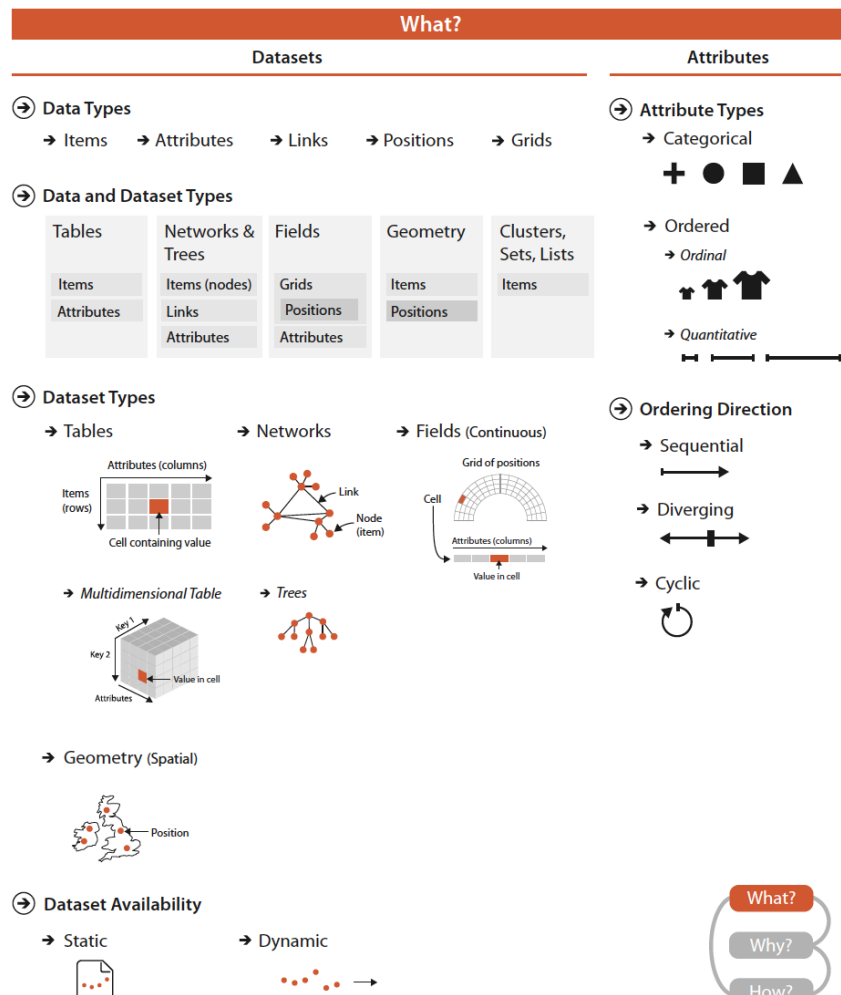 What?
Datasets
Attributes
Data Types
Items
Attributes
Links
Positions
Grids
Data and Dataset Types
Tables
Items
Attributes
Networks &
Trees
Items (nodes)
Links
Attributes
Fields
Grids
Positions
Attributes
Geometry
Items
Positions
Clusters,
Sets, Lists
Items
Dataset Types
Tables
Attributes (columns)
Items
(rows)
Cell containing value
Networks
Link
Node
(item)
Fields (Continuous)
Grid of positions
Cell
Attributes (columns)
Value in cell
Multidimensional Table
Key 1
Key 2
Value in cell
Attributes
Trees
Geometry (Spatial)
Position
Dataset Availability
Static
Dynamic
Attribute Types
Categorical
Ordered
Ordinal
Quantitative
Ordering Direction
Sequential
Diverging
Cyclic
What?
Why?
How?